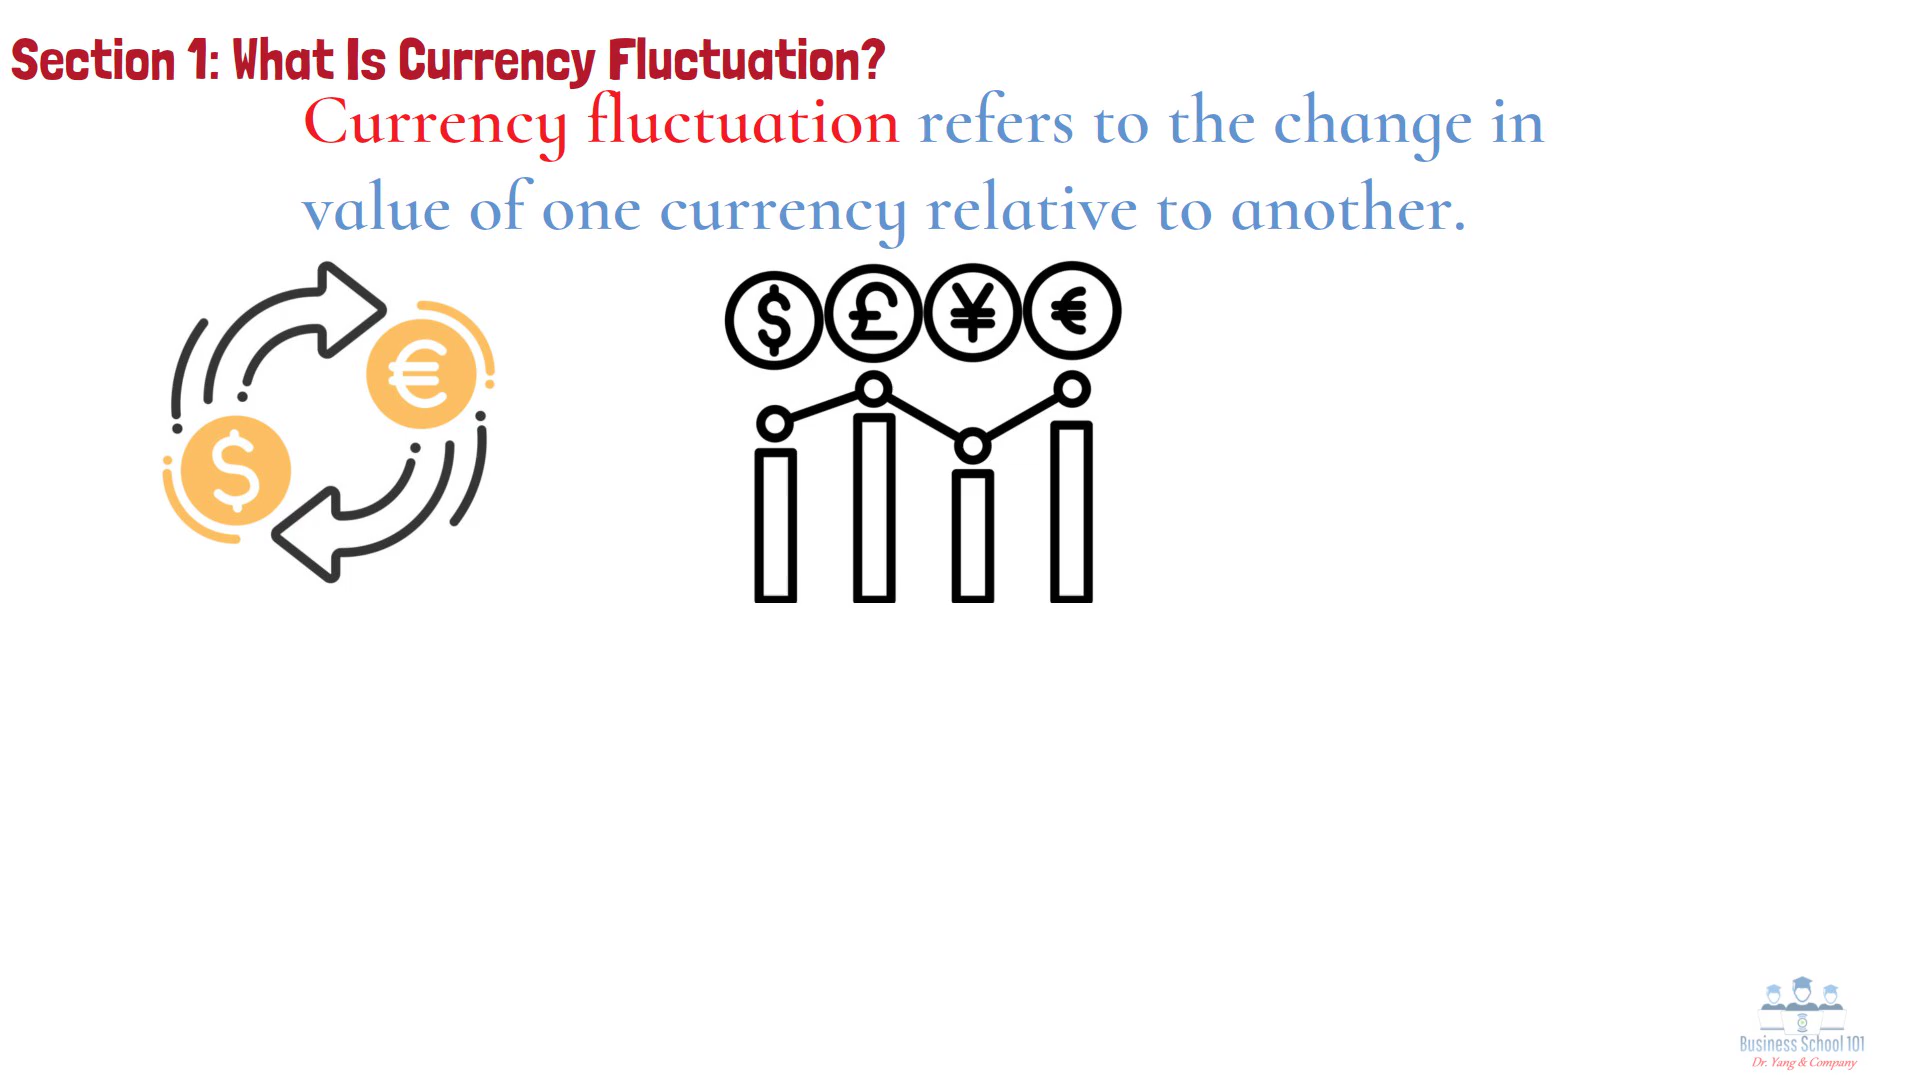 Section 1: What Is Currency Fluctuation?
Currency fluctuation refers to the change in
value of one currency relative to another.
$ £ ¥ €
€
$
Business School 101
Dr. Yang & Company